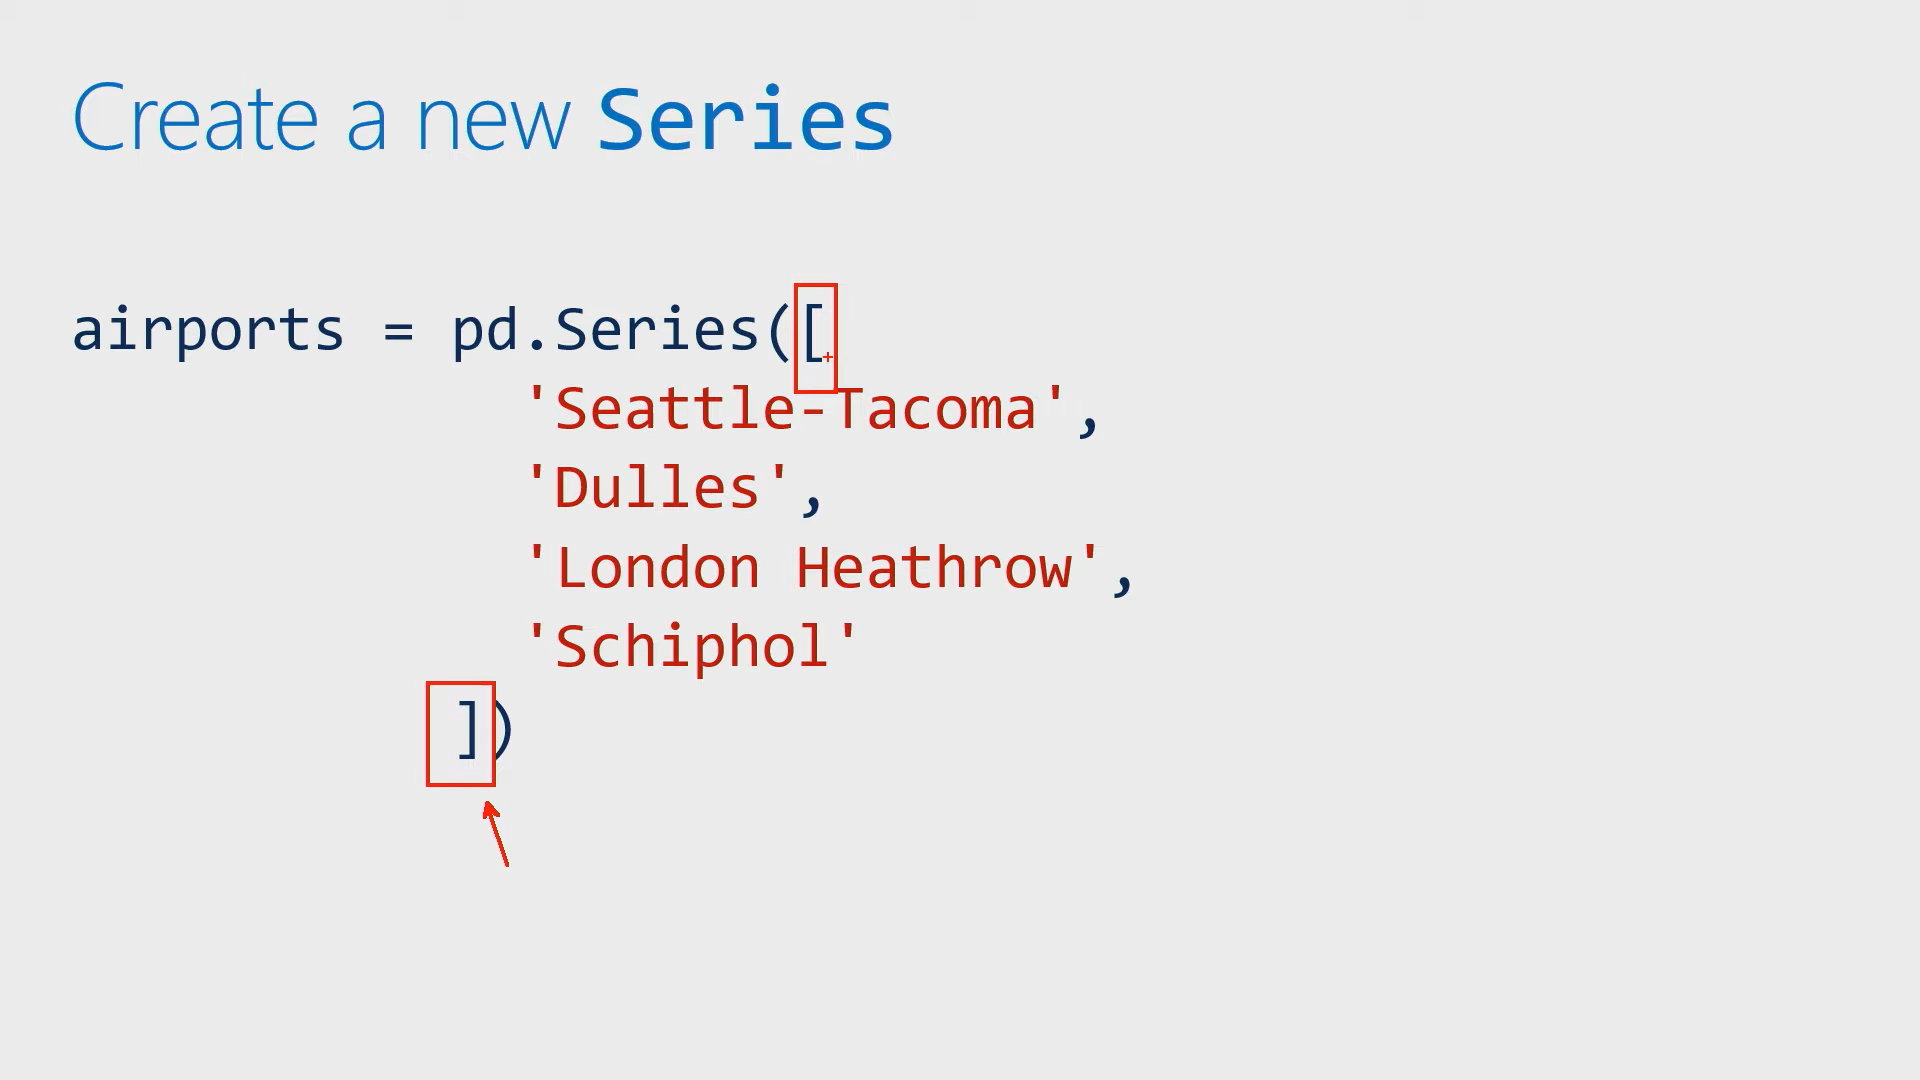 Create a new Series
airports = pd.Series([
'Seattle-Tacoma',
'Dulles',
'London Heathrow',
'Schiphol'
])